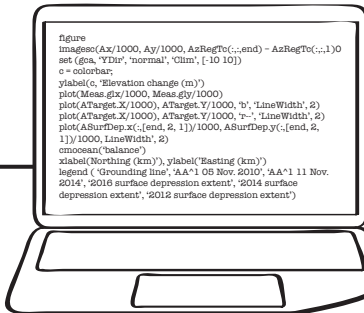 figure
imagesc(Ax/1000, Ay/1000, AzRegTc(:,:,end) – AzRegTc(:,:,1)0
set (gca, ‘YDir’, ‘normal’, ‘Clim’, [-10 10])
c = colorbar;
ylabel(c, ‘Elevation change (m)’)
plot(Meas.glx/1000, Meas.gly/1000)
plot(ATarget.X/1000), ATarget.Y/1000, ‘b’, ‘LineWidth’, 2)
plot(ATarget.X/1000), ATarget.Y/1000, ‘r--’, ‘LineWidth’, 2)
plot(ASurfDep.x(:,[end, 2, 1])/1000, ASurfDep.y(:,[end, 2,
1])/1000, LineWidth’, 2)
cmocean(‘balance’)
xlabel(Northing (km)’), ylabel(‘Easting (km)’)
legend ( ‘Grounding line’, ‘AA^1 05 Nov. 2010’, ‘AA^1 11 Nov.
2014’, ‘2016 surface depression extent’, ‘2014 surface
depression extent’, ‘2012 surface depression extent’)